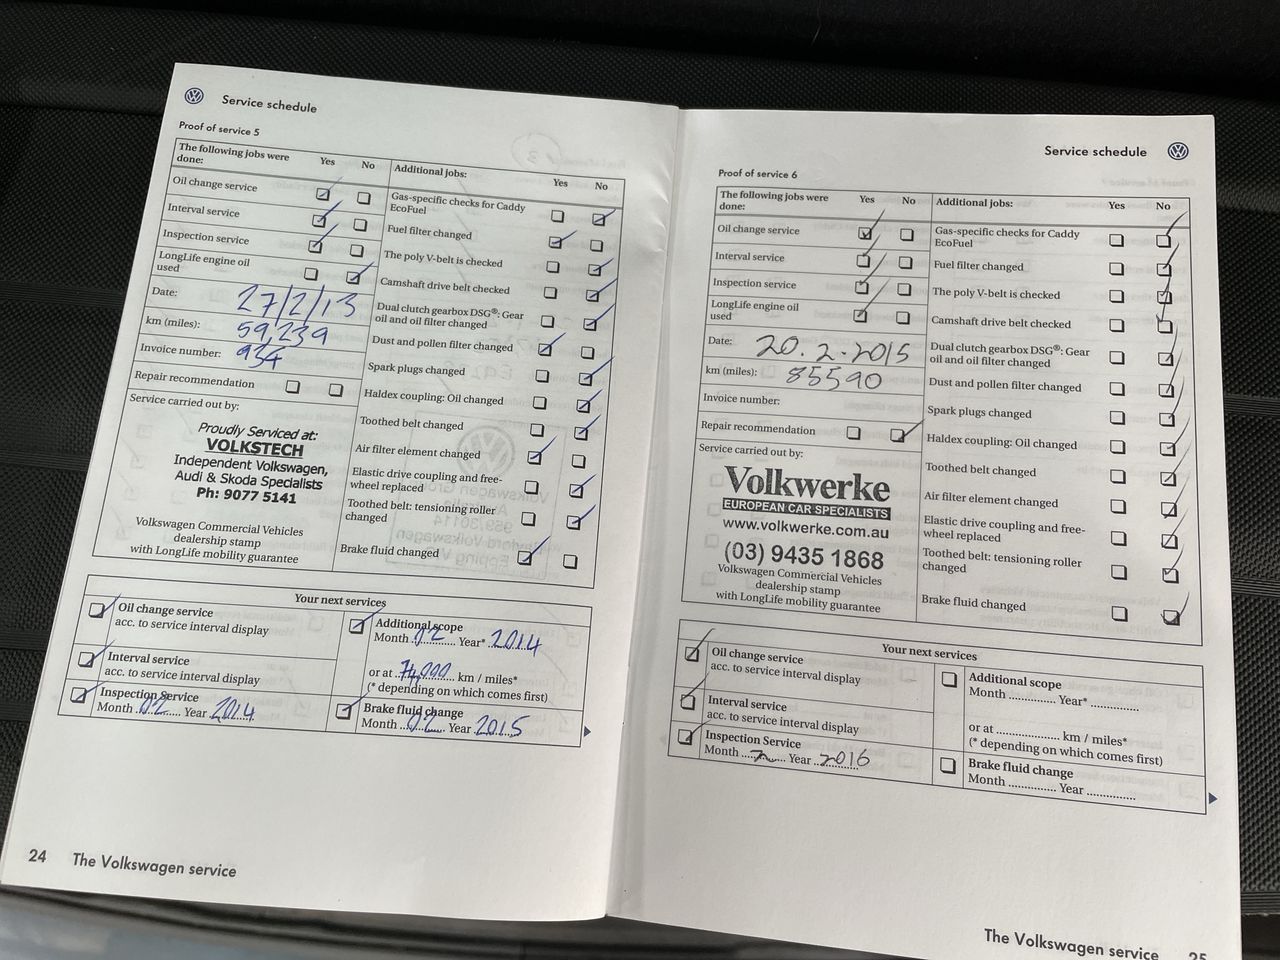 Service schedule
Proof of service 5
The following jobs were done: Yes No
Oil change service
Interval service
Inspection service
LongLife engine oil used
Date: 27/2/13
km (miles): 59,239
Invoice number: 934
Repair recommendation
Service carried out by:
Proudly Serviced at:
VOLKSTECH
Independent Volkswagen,
Audi & Skoda Specialists
Ph: 9077 5141
Volkswagen Commercial Vehicles
dealership stamp
with LongLife mobility guarantee
Additional jobs: Yes No
Gas-specific checks for Caddy
EcoFuel
Fuel filter changed
The poly V-belt is checked
Camshaft drive belt checked
Dual clutch gearbox DSG®: Gear
oil and oil filter changed
Dust and pollen filter changed
Spark plugs changed
Haldex coupling: Oil changed
Toothed belt changed
Air filter element changed
Elastic drive coupling and free-
wheel replaced
Toothed belt: tensioning roller
changed
Brake fluid changed
Your next services
Oil change service
acc. to service interval display
Interval service
acc. to service interval display
Inspection Service
Month 02 Year 2014
Additional scope
Month 02 Year* 2014
or at 74,000 km / miles*
(* depending on which comes first)
Brake fluid change
Month 02 Year 2015
24 The Volkswagen service
Service schedule
Proof of service 6
The following jobs were done: Yes No
Oil change service
Interval service
Inspection service
LongLife engine oil used
Date: 20.2.2015
km (miles): 85590
Invoice number:
Repair recommendation
Service carried out by:
Volkwerke
EUROPEAN CAR SPECIALISTS
www.volkwerke.com.au
(03) 9435 1868
Volkswagen Commercial Vehicles
dealership stamp
with LongLife mobility guarantee
Additional jobs: Yes No
Gas-specific checks for Caddy
EcoFuel
Fuel filter changed
The poly V-belt is checked
Camshaft drive belt checked
Dual clutch gearbox DSG®: Gear
oil and oil filter changed
Dust and pollen filter changed
Spark plugs changed
Haldex coupling: Oil changed
Toothed belt changed
Air filter element changed
Elastic drive coupling and free-
wheel replaced
Toothed belt: tensioning roller
changed
Brake fluid changed
Your next services
Oil change service
acc. to service interval display
Interval service
acc. to service interval display
Inspection Service
Month 2 Year 2016
Additional scope
Month ............ Year*.............
or at ................ km / miles*
(* depending on which comes first)
Brake fluid change
Month ............ Year .............
The Volkswagen service 25